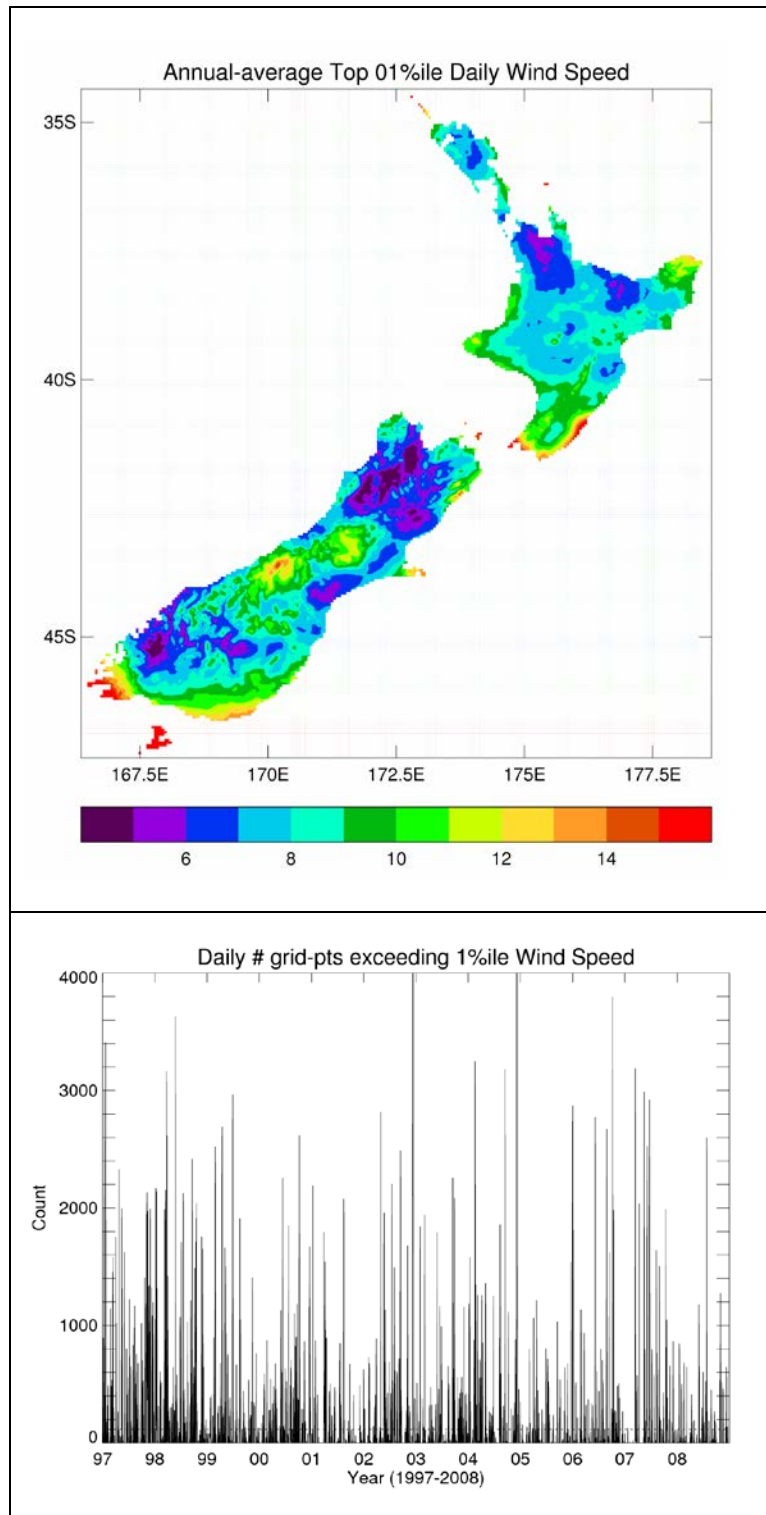 Annual-average Top 01%ile Daily Wind Speed
35S
40S
45S
167.5E 170E 172.5E 175E 177.5E
6 8 10 12 14
Daily # grid-pts exceeding 1%ile Wind Speed
4000
3000
2000
1000
0
Count
97 98 99 00 01 02 03 04 05 06 07 08
Year (1997-2008)